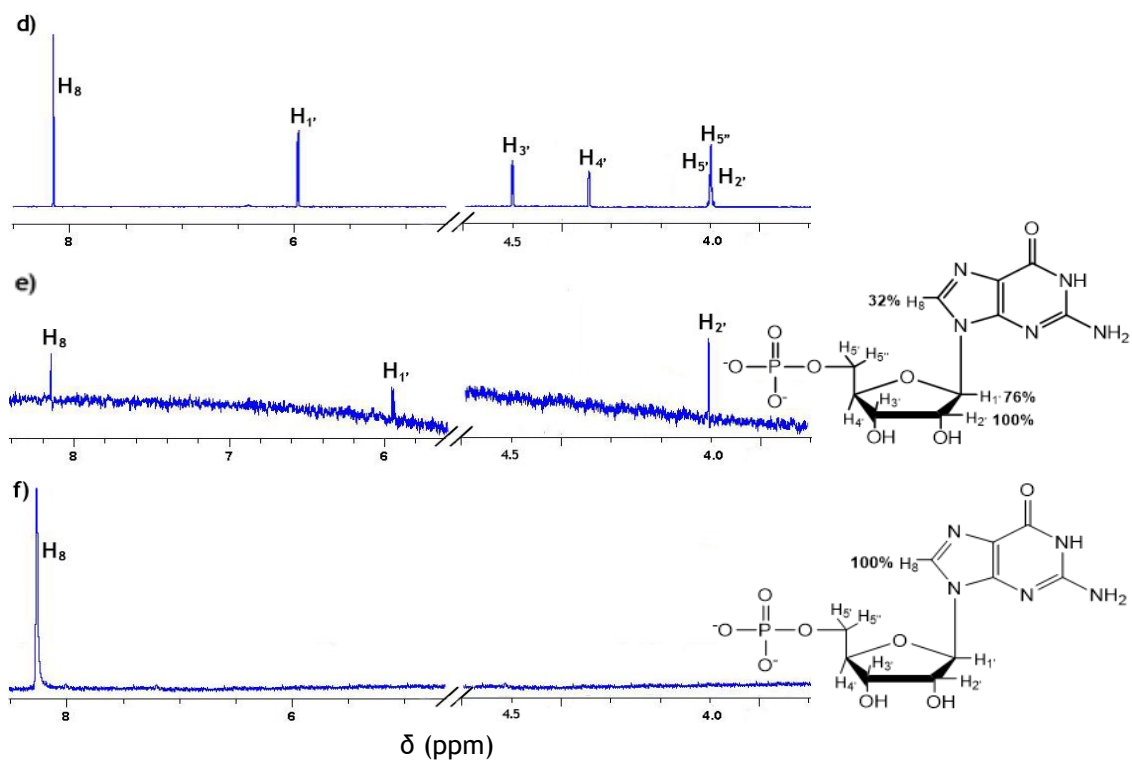 d)
H8
H1'
H3'
H4'
H5"
H5'
H2'
8
6
4.5
4.0
e)
H8
H1'
H2'
8
7
6
4.5
4.0
O
N
NH
32% H8
N
N
NH2
O
H5'
H5"
-O
P
O
O
O-
H3'
H1' 76%
H4'
H2' 100%
OH
OH
f)
H8
8
6
4.5
4.0
δ (ppm)
O
N
NH
100% H8
N
N
NH2
O
H5'
H5"
-O
P
O
O
O-
H3'
H1'
H4'
H2'
OH
OH